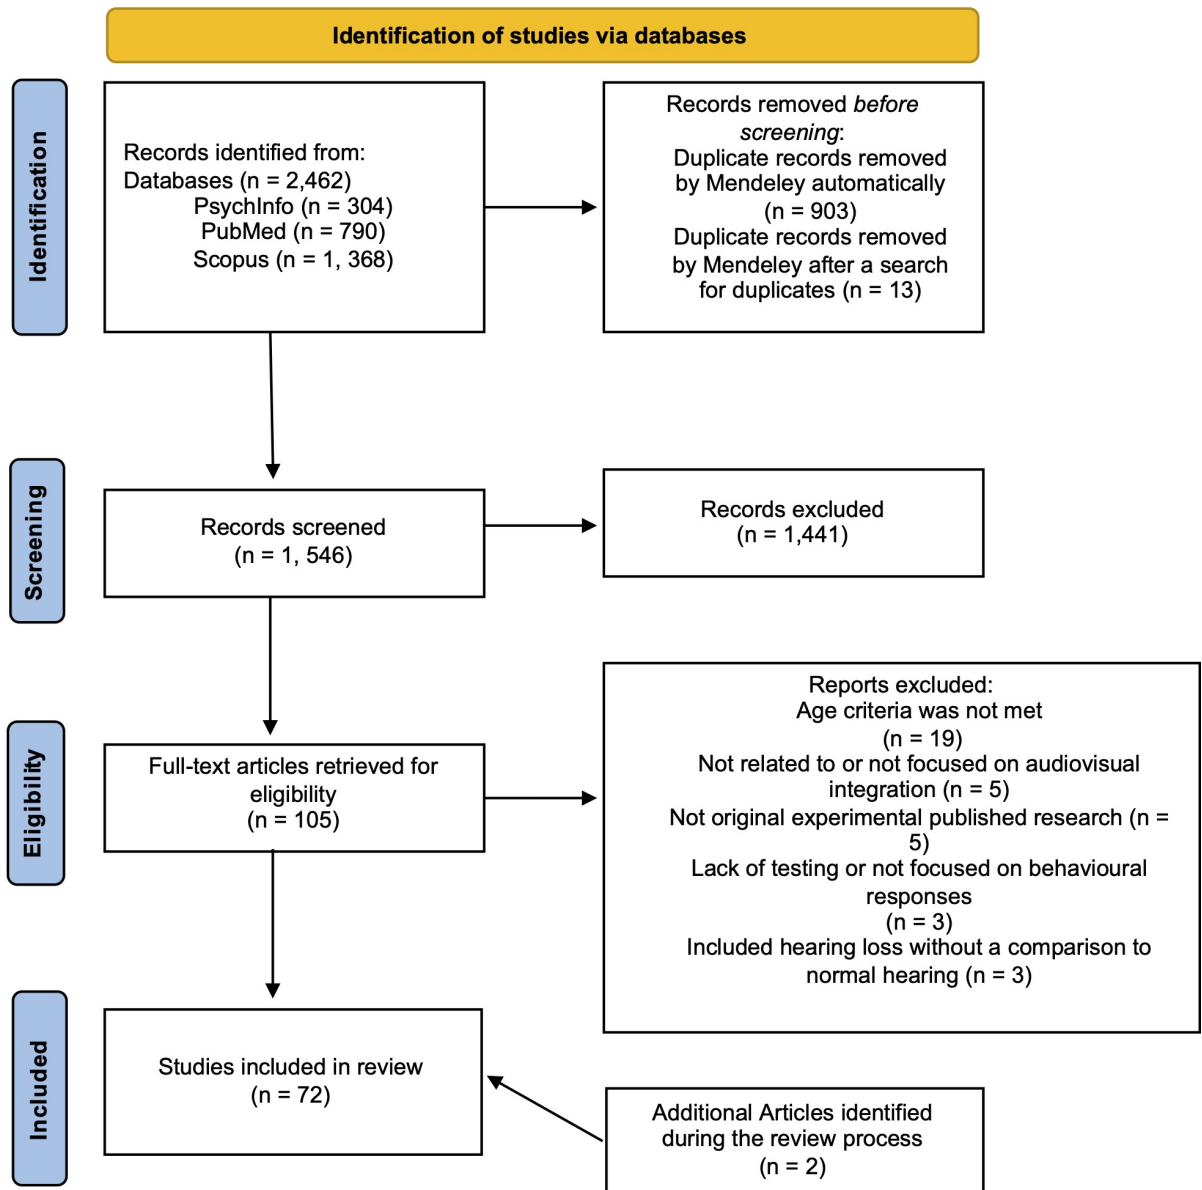 Identification of studies via databases
Identification
Records identified from:
Databases (n = 2,462)
PsychInfo (n = 304)
PubMed (n = 790)
Scopus (n = 1, 368)
Records removed before
screening:
Duplicate records removed
by Mendeley automatically
(n = 903)
Duplicate records removed
by Mendeley after a search
for duplicates (n = 13)
Screening
Records screened
(n = 1, 546)
Records excluded
(n = 1,441)
Eligibility
Full-text articles retrieved for
eligibility
(n = 105)
Reports excluded:
Age criteria was not met
(n = 19)
Not related to or not focused on audiovisual
integration (n = 5)
Not original experimental published research (n =
5)
Lack of testing or not focused on behavioural
responses
(n = 3)
Included hearing loss without a comparison to
normal hearing (n = 3)
Included
Studies included in review
(n = 72)
Additional Articles identified
during the review process
(n = 2)